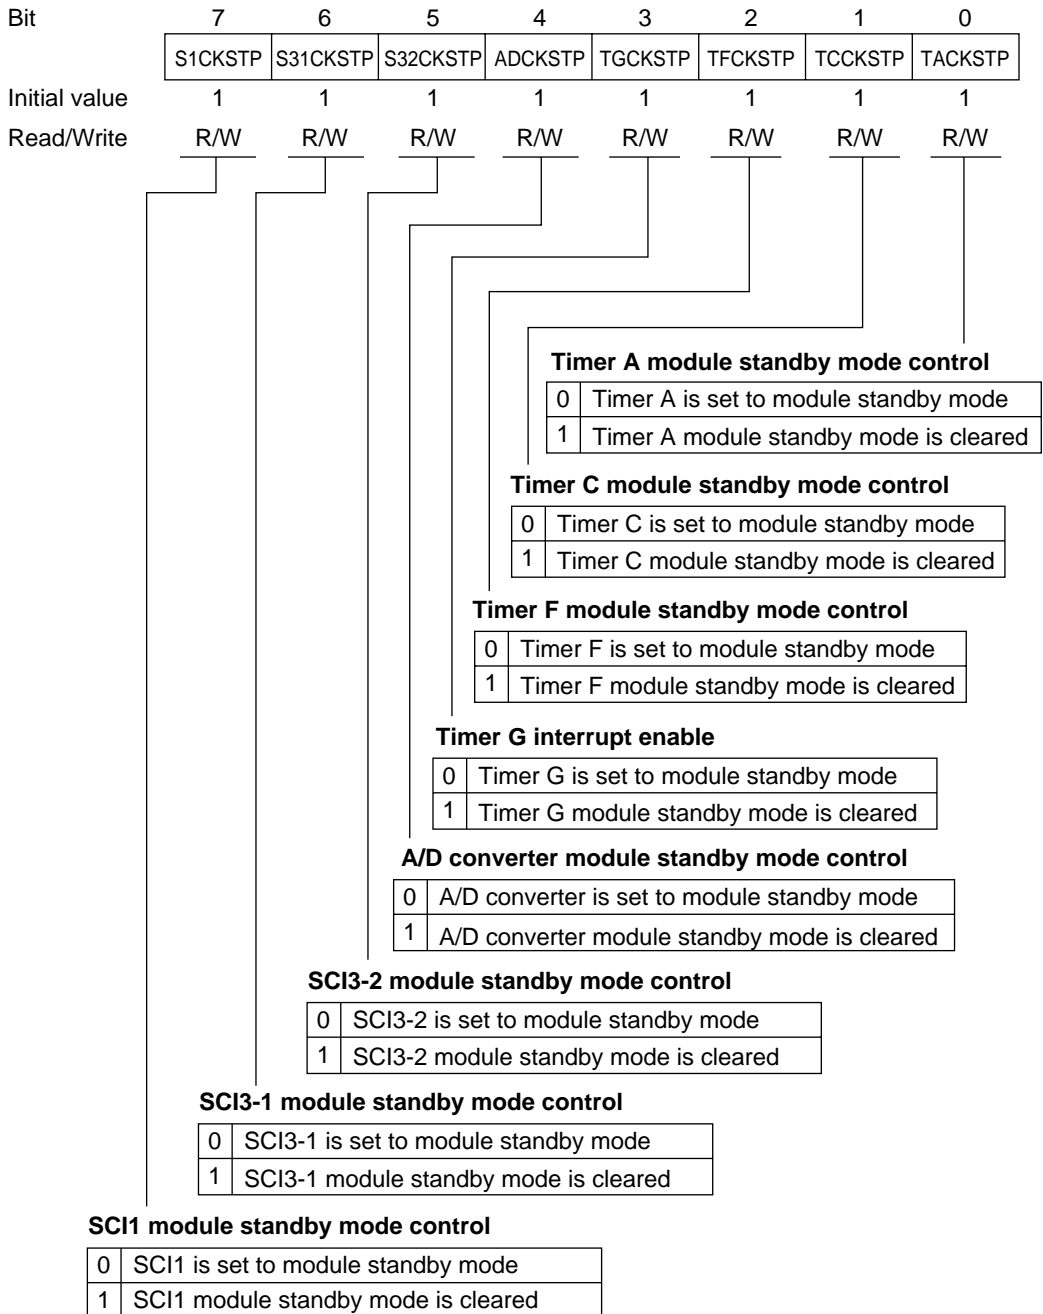 Bit 7 6 5 4 3 2 1 0
S1CKSTP S31CKSTP S32CKSTP ADCKSTP TGCKSTP TFCKSTP TCCKSTP TACKSTP
Initial value 1 1 1 1 1 1 1 1
Read/Write R/W R/W R/W R/W R/W R/W R/W R/W
Timer A module standby mode control
0 Timer A is set to module standby mode
1 Timer A module standby mode is cleared
Timer C module standby mode control
0 Timer C is set to module standby mode
1 Timer C module standby mode is cleared
Timer F module standby mode control
0 Timer F is set to module standby mode
1 Timer F module standby mode is cleared
Timer G interrupt enable
0 Timer G is set to module standby mode
1 Timer G module standby mode is cleared
A/D converter module standby mode control
0 A/D converter is set to module standby mode
1 A/D converter module standby mode is cleared
SCI3-2 module standby mode control
0 SCI3-2 is set to module standby mode
1 SCI3-2 module standby mode is cleared
SCI3-1 module standby mode control
0 SCI3-1 is set to module standby mode
1 SCI3-1 module standby mode is cleared
SCI1 module standby mode control
0 SCI1 is set to module standby mode
1 SCI1 module standby mode is cleared